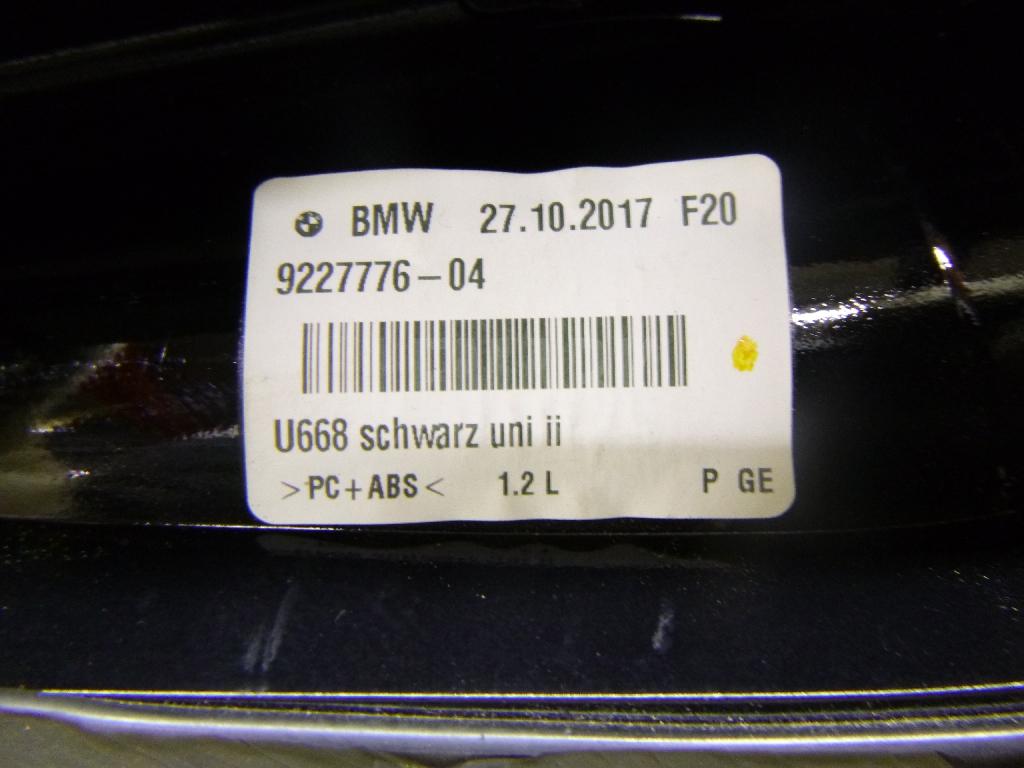 BMW 27.10.2017 F20
9227776-04
U668 schwarz uni ii
>PC+ABS< 1.2 L P GE